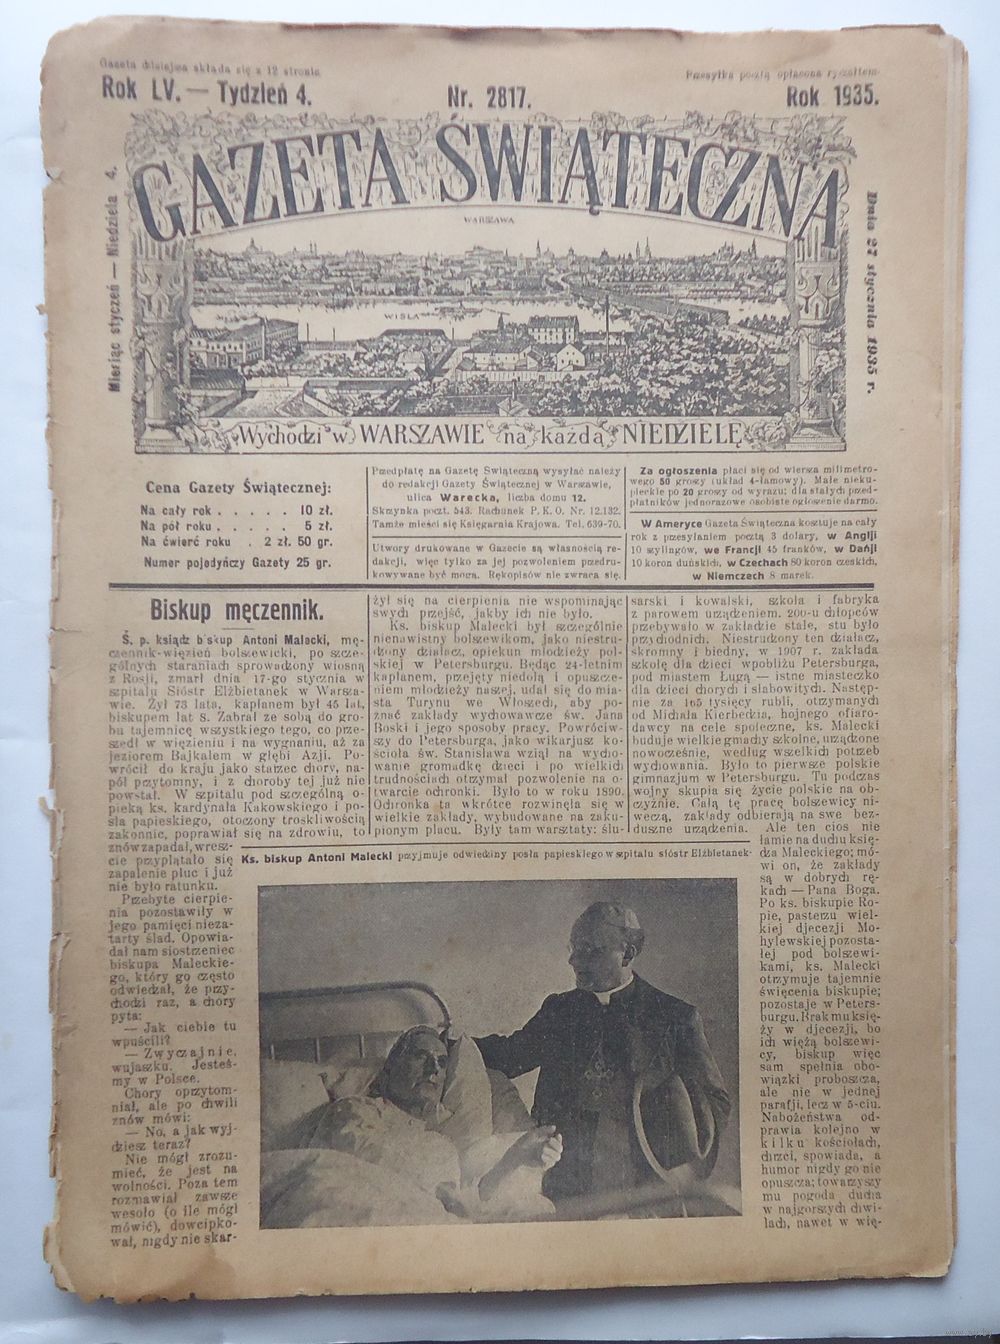 Gazeta dzisiejsza składa się z 12 stronic.
Przesyłka pocztą opłacona ryczałtem.
Rok LV. — Tydzień 4.
Nr. 2817.
Rok 1935.
Miesiąc styczeń — Niedziela 4.
GAZETA ŚWIĄTECZNA
Dnia 27 stycznia 1935 r.
WARSZAWA
WISŁA
Wychodzi w WARSZAWIE na każdą NIEDZIELĘ
Cena Gazety Świątecznej:
Na cały rok . . . . . 10 zł.
Na pół roku . . . . . 5 zł.
Na ćwierć roku . 2 zł. 50 gr.
Numer pojedyńczy Gazety 25 gr.
Przedpłatę na Gazetę Świąteczną wysyłać należy
do redakcji Gazety Świątecznej w Warszawie,
ulica Warecka, liczba domu 12.
Skrzynka poczt. 543. Rachunek P. K. O. Nr. 12.132.
Tamże mieści się Księgarnia Krajowa. Tel. 639-70.
Utwory drukowane w Gazecie są własnością re-
dakcji, więc tylko za jej pozwoleniem przedru-
kowywane być mogą. Rękopisów nie zwraca się.
Za ogłoszenia płaci się od wiersza milimetro-
wego 50 groszy (układ 4-łamowy). Małe nieku-
pieckie po 20 groszy od wyrazu; dla stałych przed-
płatników jednorazowe osobiste ogłoszenie darmo.
W Ameryce Gazeta Świąteczna kosztuje na cały
rok z przesyłaniem pocztą 3 dolary, w Anglji
10 szylingów, we Francji 45 franków, w Danji
10 koron duńskich, w Czechach 80 koron czeskich,
w Niemczech 8 marek.
Biskup męczennik.
Ś. p. ksiądz biskup Antoni Malecki, mę-
czennik-więzień bolszewicki, po szcze-
gólnych staraniach sprowadzony wiosną
z Rosji, zmarł dnia 17-go stycznia w
szpitalu Sióstr Elżbietanek w Warsza-
wie. Żył 73 lata, kapłanem był 45 lat,
biskupem lat 8. Zabrał ze sobą do gro-
bu tajemnicę wszystkiego tego, co prze-
szedł w więzieniu i na wygnaniu, aż za
jeziorem Bajkałem w głębi Azji. Po-
wrócił do kraju jako starzec chory, na-
pół przytomny, i z choroby tej już nie
powstał. W szpitalu pod szczególną o-
pieką ks. kardynała Kakowskiego i po-
sła papieskiego, otoczony troskliwością
zakonnic, poprawiał się na zdrowiu, to
znów zapadał, wresz-
cie przyplątało się
zapalenie płuc i już
nie było ratunku.
Przebyte cierpie-
nia pozostawiły w
jego pamięci nieza-
tarty ślad. Opowia-
dał nam siostrzeniec
biskupa Maleckie-
go, który go często
odwiedzał, że przy-
chodzi raz, a chory
pyta:
— Jak ciebie tu
wpuścili?
— Zwyczajnie,
wujaszku. Jesteś-
my w Polsce.
Chory oprzytom-
niał, ale po chwili
znów mówi:
— No, a jak wyj-
dziesz teraz?
Nie mógł zrozu-
mieć, że jest na
wolności. Poza tem
rozmawiał zawsze
wesoło (o ile mógł
mówić), dowcipko-
wał, nigdy nie skar-
żył się na cierpienia nie wspominając
swych przejść, jakby ich nie było.
Ks. biskup Malecki był szczególnie
nienawistny bolszewikom, jako niestru-
dzony działacz, opiekun młodzieży pol-
skiej w Petersburgu. Będąc 24-letnim
kapłanem, przejęty niedolą i opuszcze-
niem młodzieży naszej, udał się do mia-
sta Turynu we Włoszech, aby po-
znać zakłady wychowawcze św. Jana
Boski i jego sposoby pracy. Powróciw-
szy do Petersburga, jako wikarjusz ko-
ścioła św. Stanisława wziął na wycho-
wanie gromadkę dzieci i po wielkich
trudnościach otrzymał pozwolenie na o-
twarcie ochronki. Było to w roku 1890.
Ochronka ta wkrótce rozwinęła się w
wielkie zakłady, wybudowane na zaku-
pionym placu. Były tam warsztaty: ślu-
sarski i kowalski, szkoła i fabryka
z parowem urządzeniem. 200-u chłopców
przebywało w zakładzie stale, stu było
przychodnich. Niestrudzony ten działacz,
skromny i biedny, w 1907 r. zakłada
szkołę dla dzieci wpobliżu Petersburga,
pod miastem Ługą — istne miasteczko
dla dzieci chorych i słabowitych. Następ-
nie za 165 tysięcy rubli, otrzymanych
od Michała Kierbedzia, hojnego ofiaro-
dawcy na cele społeczne, ks. Malecki
buduje wielkie gmachy szkolne, urządzone
nowocześnie, według wszelkich potrzeb
wychowania. Było to pierwsze polskie
gimnazjum w Petersburgu. Tu podczas
wojny skupia się życie polskie na ob-
czyźnie. Całą tę pracę bolszewicy ni-
weczą, zakłady odbierają na swe bez-
duszne urządzenia.
Ale ten cios nie
łamie na duchu księ-
dza Maleckiego; mó-
wi on, że zakłady
są w dobrych rę-
kach — Pana Boga.
Po ks. biskupie Ro-
pie, pasterzu wiel-
kiej djecezji Mo-
hylewskiej pozosta-
łej pod bolszewi-
kami, ks. Malecki
otrzymuje tajemnie
święcenia biskupie;
pozostaje w Peters-
burgu. Brak mu księ-
ży w djecezji, bo
ich więżą bolszewi-
cy, biskup więc
sam spełnia obo-
wiązki proboszcza,
ale nie w jednej
parafji, lecz w 5-ciu.
Nabożeństwa od-
prawia kolejno w
kilku kościołach,
chrzci, spowiada, a
humor nigdy go nie
opuszcza; towarzyszy
mu pogoda ducha
w najgorszych chwi-
lach, nawet w wię-
Ks. biskup Antoni Malecki przyjmuje odwiedziny posła papieskiego w szpitalu sióstr Elżbietanek.